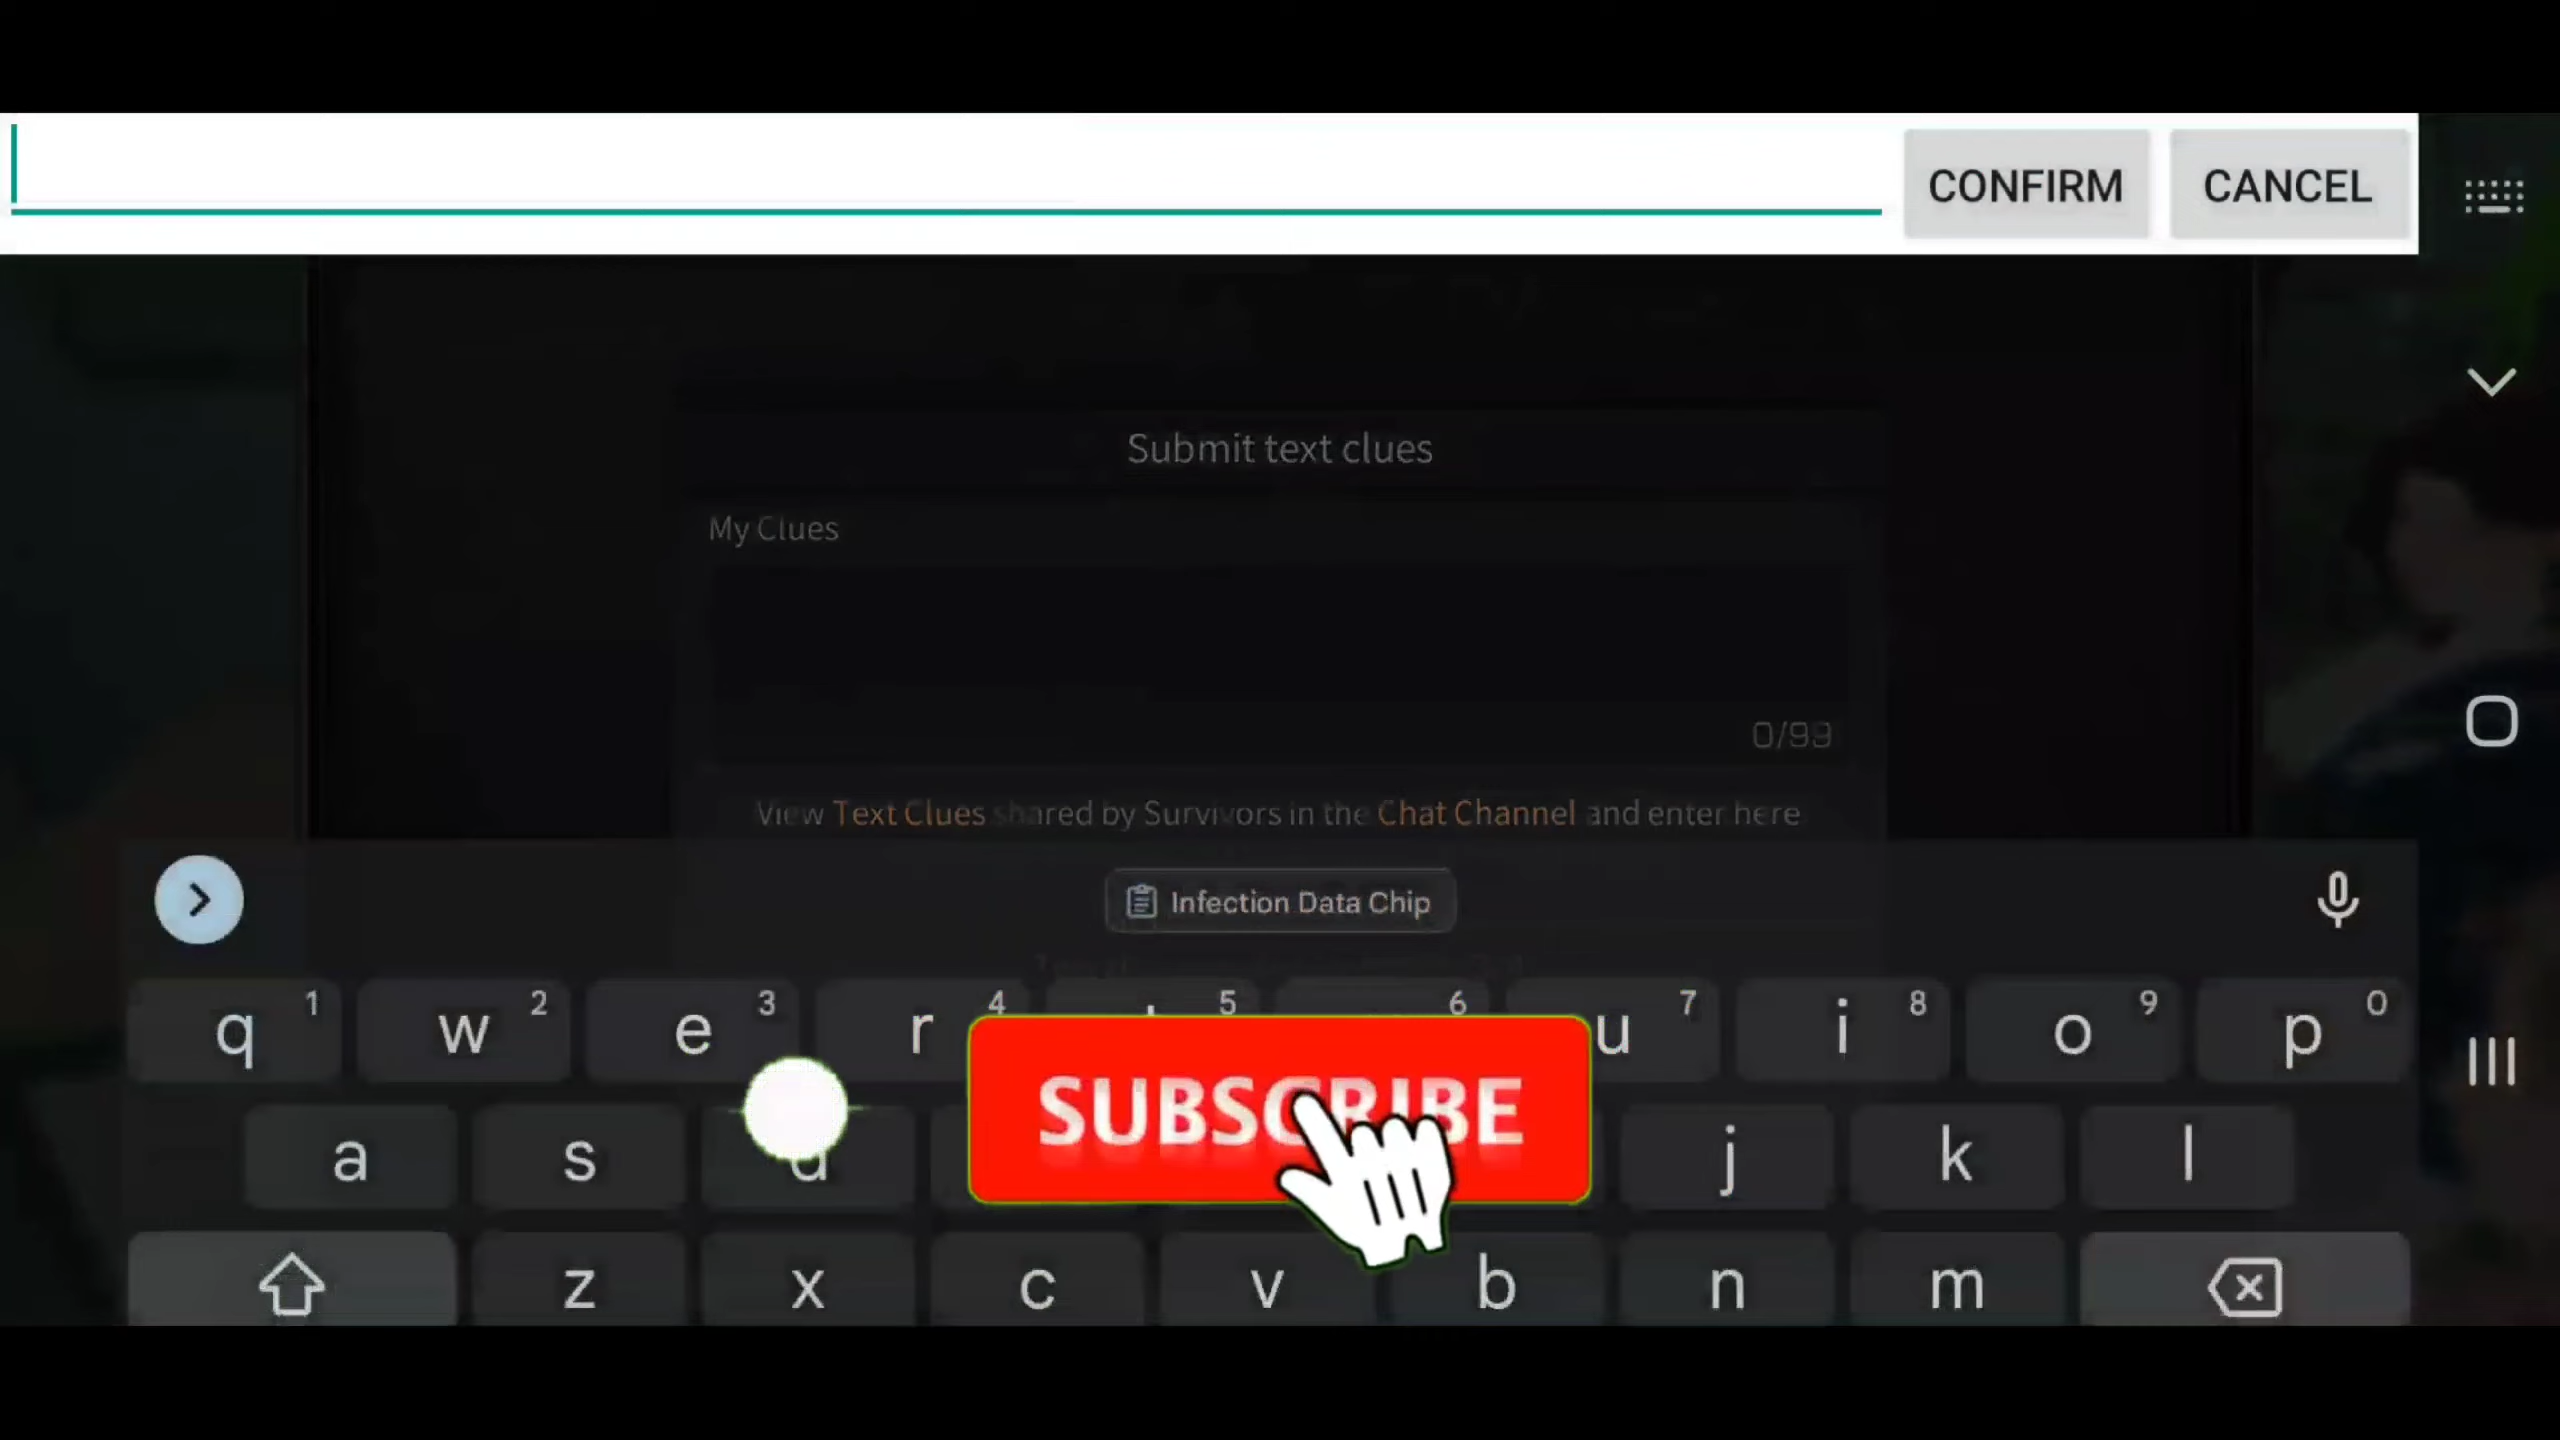 CONFIRM CANCEL
Submit text clues
My Clues
0/99
View Text Clues shared by Survivors in the Chat Channel and enter here
Infection Data Chip
q 1 w 2 e 3 r 4 5 6 u 7 i 8 o 9 p 0
SUBSCRIBE
a s d j k l
z x c v b n m